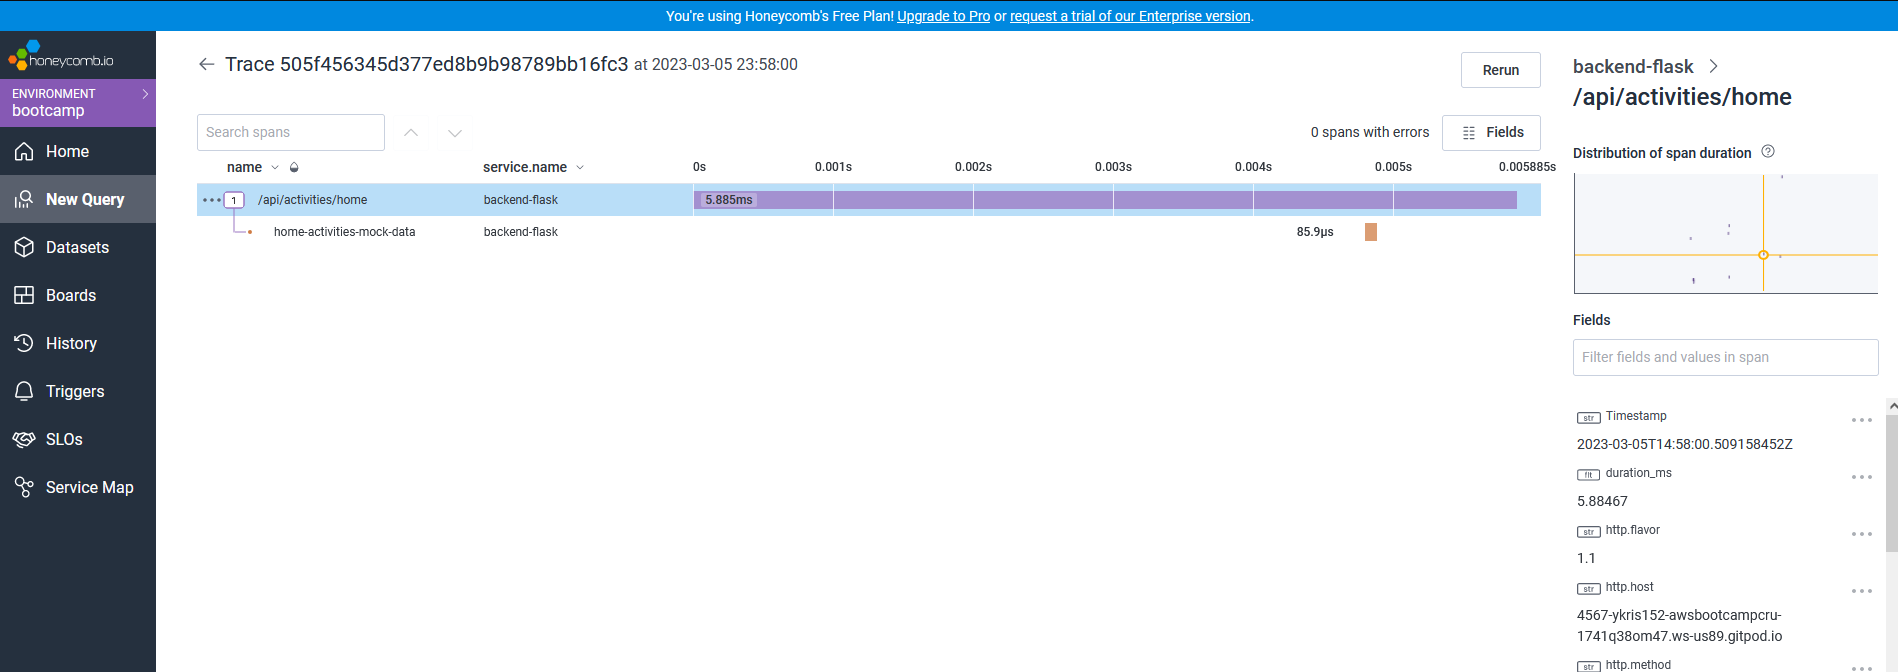 You're using Honeycomb's Free Plan! Upgrade to Pro or request a trial of our Enterprise version.
honeycomb.io
ENVIRONMENT
bootcamp
Home
New Query
Datasets
Boards
History
Triggers
SLOs
Service Map
Trace 505f456345d377ed8b9b98789bb16fc3 at 2023-03-05 23:58:00
Rerun
Search spans
0 spans with errors
Fields
name service.name 0s 0.001s 0.002s 0.003s 0.004s 0.005s 0.005885s
1 /api/activities/home backend-flask 5.885ms
home-activities-mock-data backend-flask 85.9μs
backend-flask
/api/activities/home
Distribution of span duration
Fields
Filter fields and values in span
str Timestamp
2023-03-05T14:58:00.509158452Z
flt duration_ms
5.88467
str http.flavor
1.1
str http.host
4567-ykris152-awsbootcampcru-
1741q38om47.ws-us89.gitpod.io
str http.method